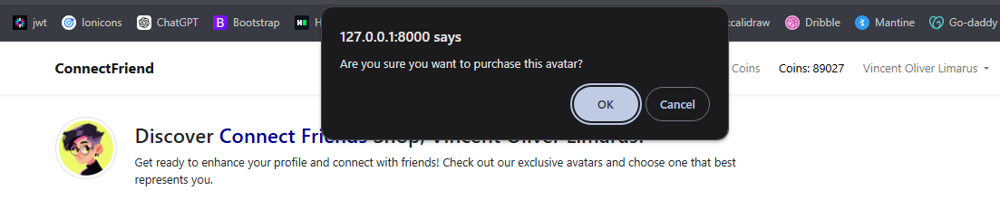 jwt Ionicons ChatGPT Bootstrap calidraw Dribble Mantine Go-daddy
127.0.0.1:8000 says
Are you sure you want to purchase this avatar?
OK Cancel
ConnectFriend Coins Coins: 89027 Vincent Oliver Limarus
Discover Connect Friends Shop, Vincent Oliver Limarus!
Get ready to enhance your profile and connect with friends! Check out our exclusive avatars and choose one that best
represents you.